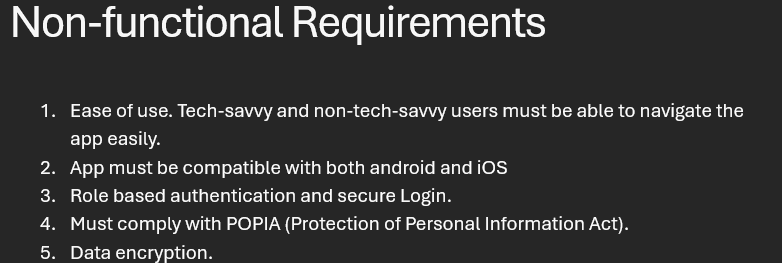 Non-functional Requirements
1. Ease of use. Tech-savvy and non-tech-savvy users must be able to navigate the
app easily.
2. App must be compatible with both android and iOS
3. Role based authentication and secure Login.
4. Must comply with POPIA (Protection of Personal Information Act).
5. Data encryption.